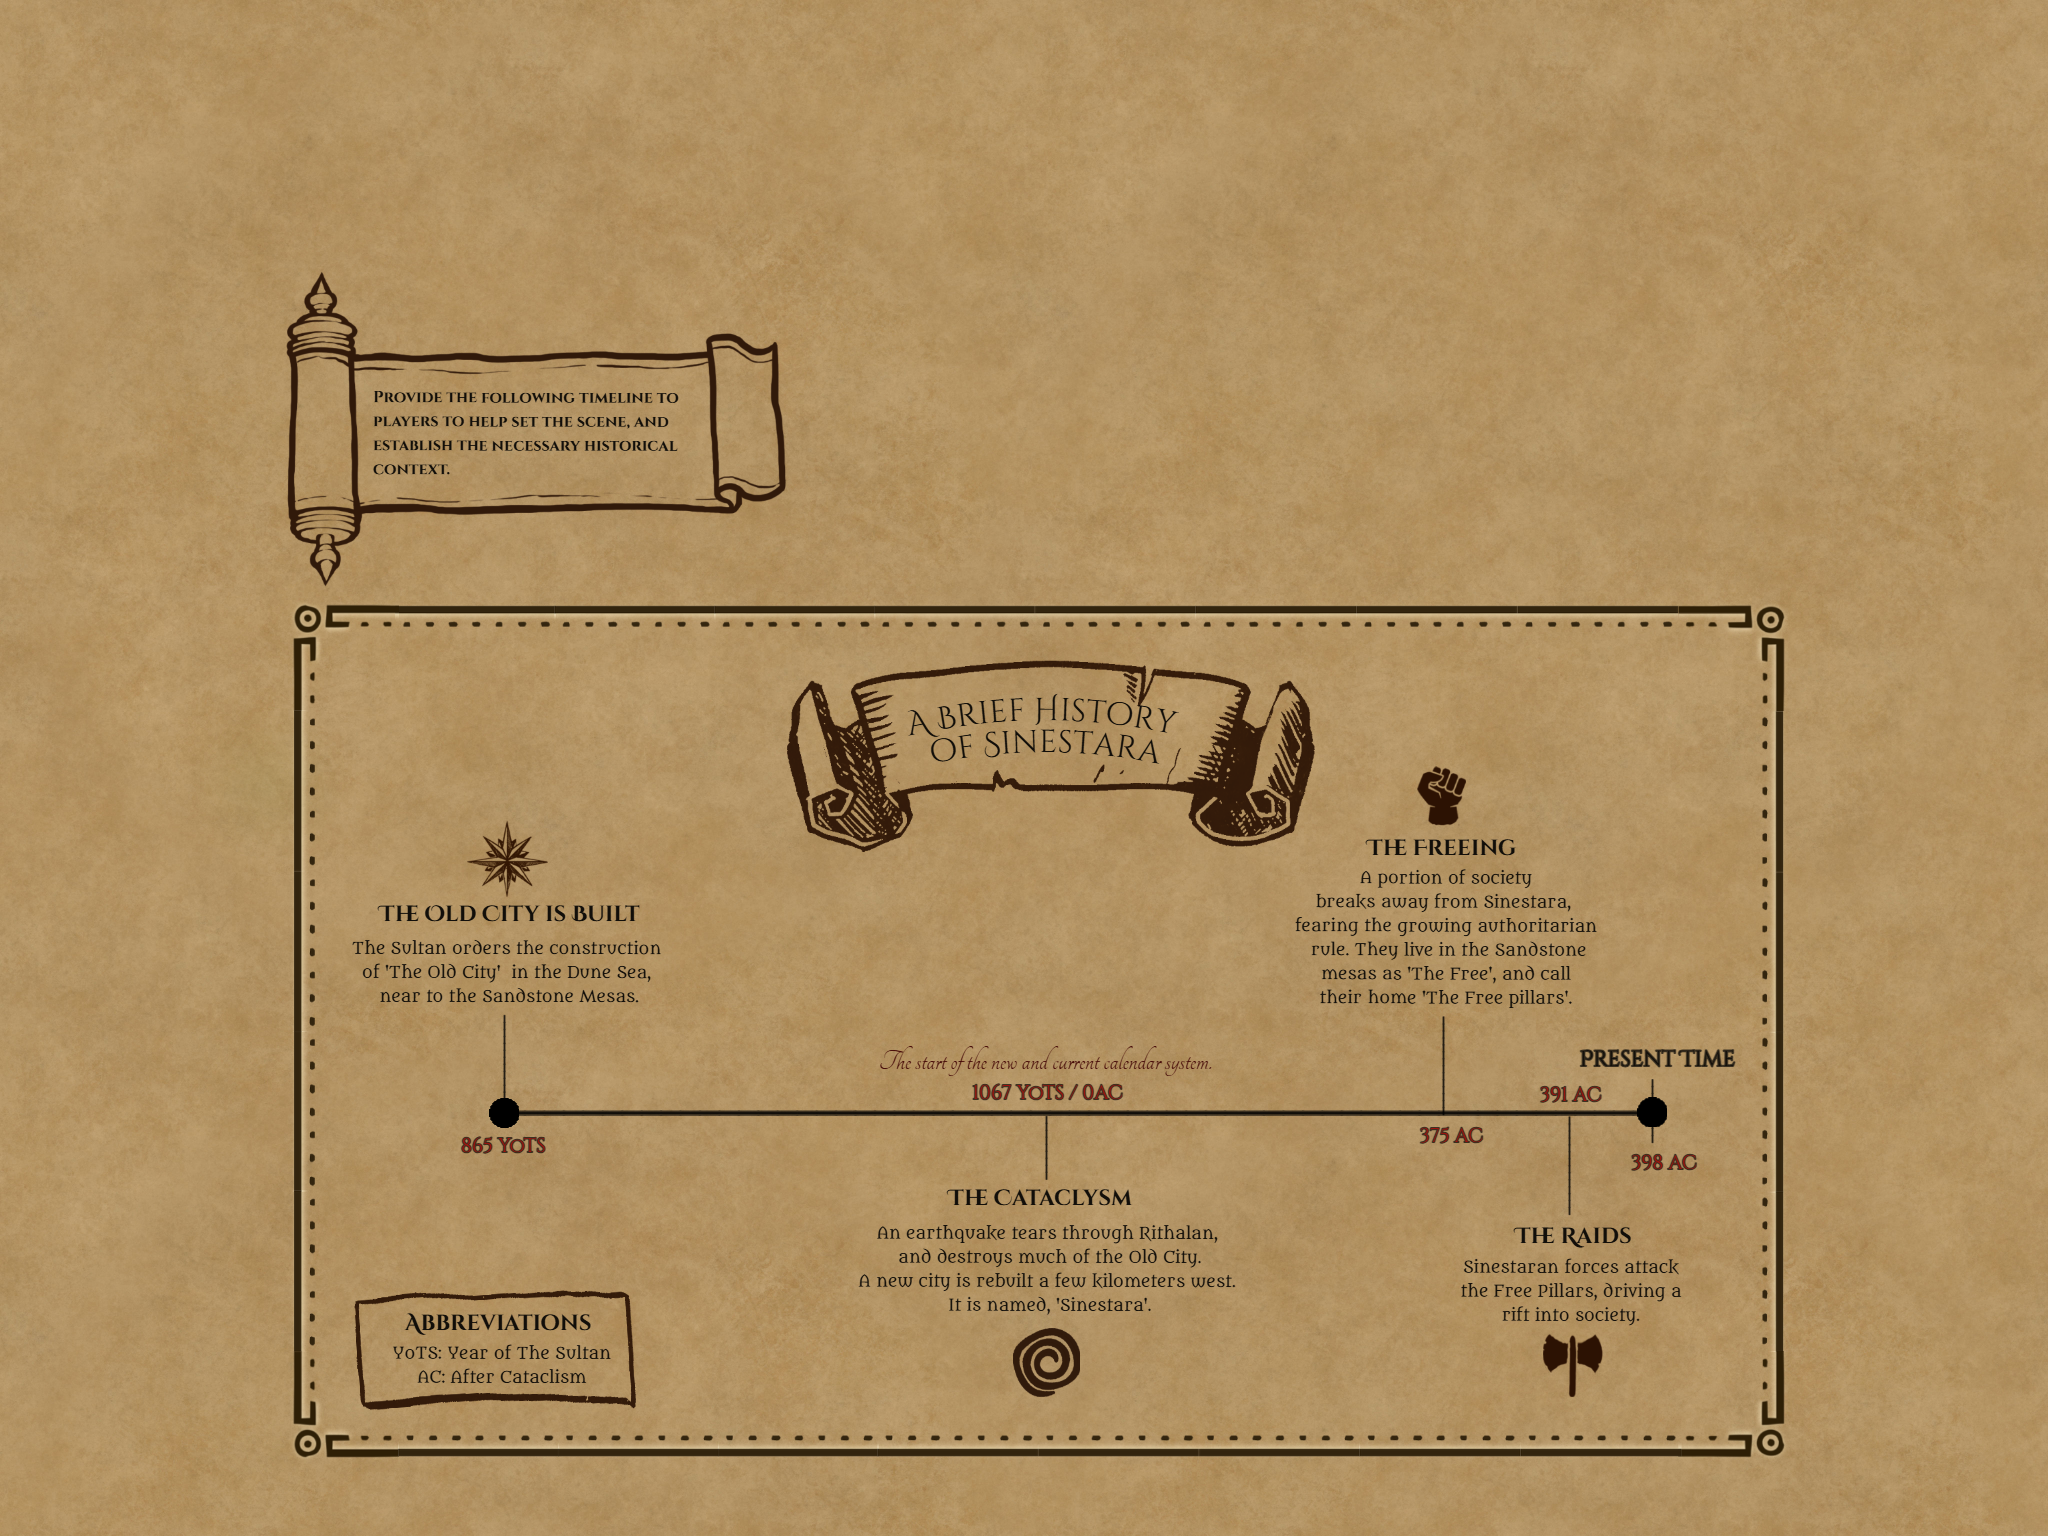 Provide the following timeline to
players to help set the scene, and
establish the necessary historical
context.
A Brief History
of Sinestara
The Old City is Built
The Sultan orders the construction
of 'The Old City' in the Dune Sea,
near to the Sandstone Mesas.
865 YoTS
The start of the new and current calendar system.
1067 YoTS / 0AC
The Cataclysm
An earthquake tears through Rithalan,
and destroys much of the Old City.
A new city is rebuilt a few kilometers west.
It is named, 'Sinestara'.
The Freeing
A portion of society
breaks away from Sinestara,
fearing the growing authoritarian
rule. They live in the Sandstone
mesas as 'The Free', and call
their home 'The Free pillars'.
375 AC
391 AC
The Raids
Sinestaran forces attack
the Free Pillars, driving a
rift into society.
Present Time
398 AC
Abbreviations
YoTS: Year of The Sultan
AC: After Cataclism